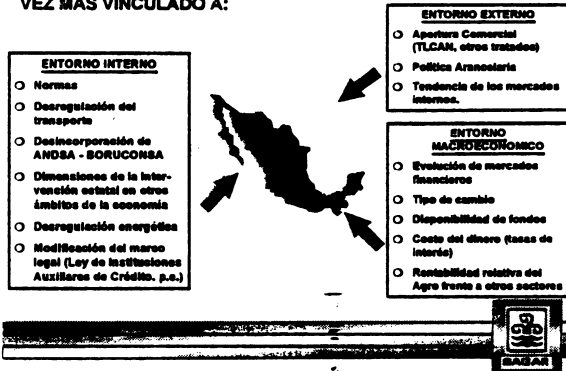 VEZ MAS VINCULADO A:
ENTORNO INTERNO
Normas
Desregulación del
transporte
Desincorporación de
ANDSA - BORUCONSA
Dimensiones de la inter-
vención estatal en otros
ámbitos de la economía
Desregulación energética
Modificación del marco
legal (Ley de Instituciones
Auxiliares de Crédito. p.e.)
ENTORNO EXTERNO
Apertura Comercial
(TLCAN, otros tratados)
Política Arancelaria
Tendencia de los mercados
internos.
ENTORNO
MACROECONOMICO
Evolución de mercados
financieros
Tipo de cambio
Disponibilidad de fondos
Costo del dinero (tasas de
interés)
Rentabilidad relativa del
Agro frente a otros sectores
SAGAR